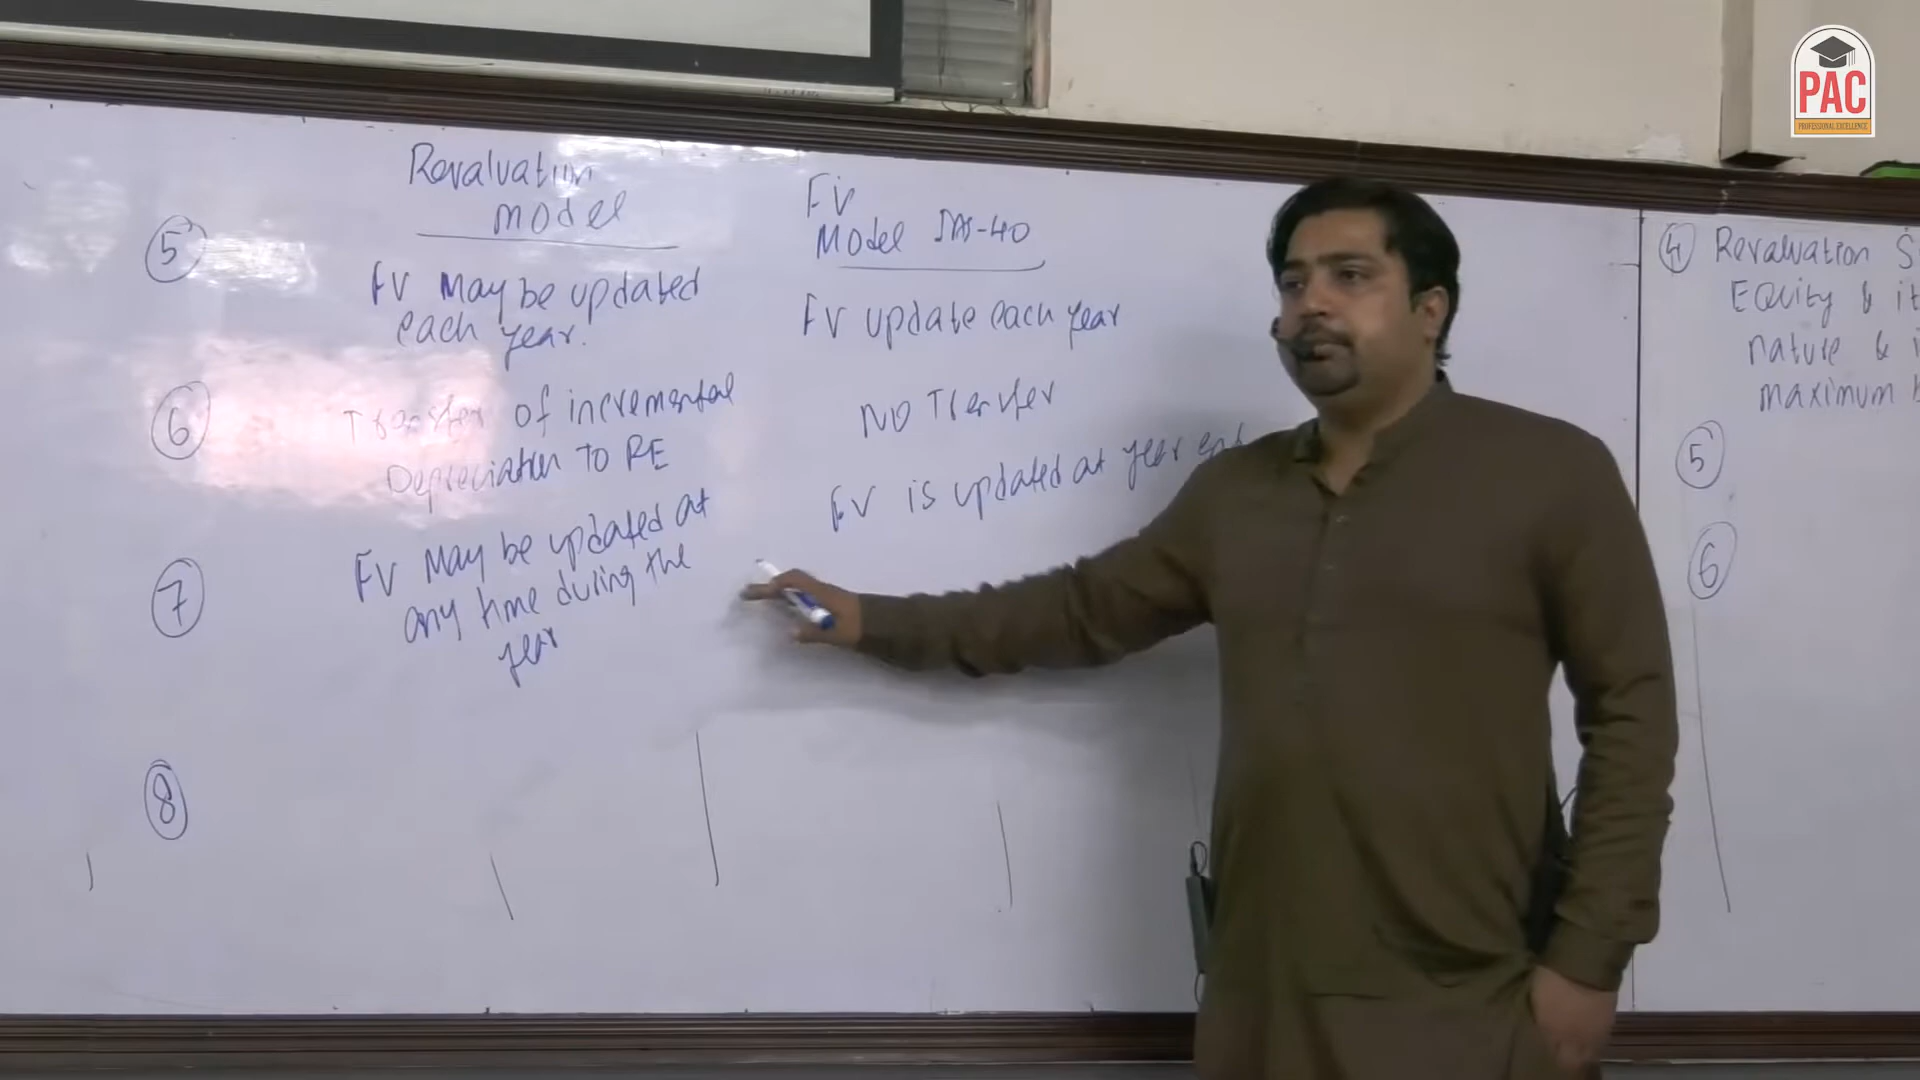 PAC
PROFESSIONAL EXCELLENCE
Revaluation
model
FV
Model IAS-40
5
FV May be updated
each year.
FV update each year
6
Transfer of incremental
Depreciation To RE
No Transfer
7
FV May be updated at
any time during the
year
FV is updated at year end
8
4 Revaluation S
Equity & it
nature & i
maximum b
5
6